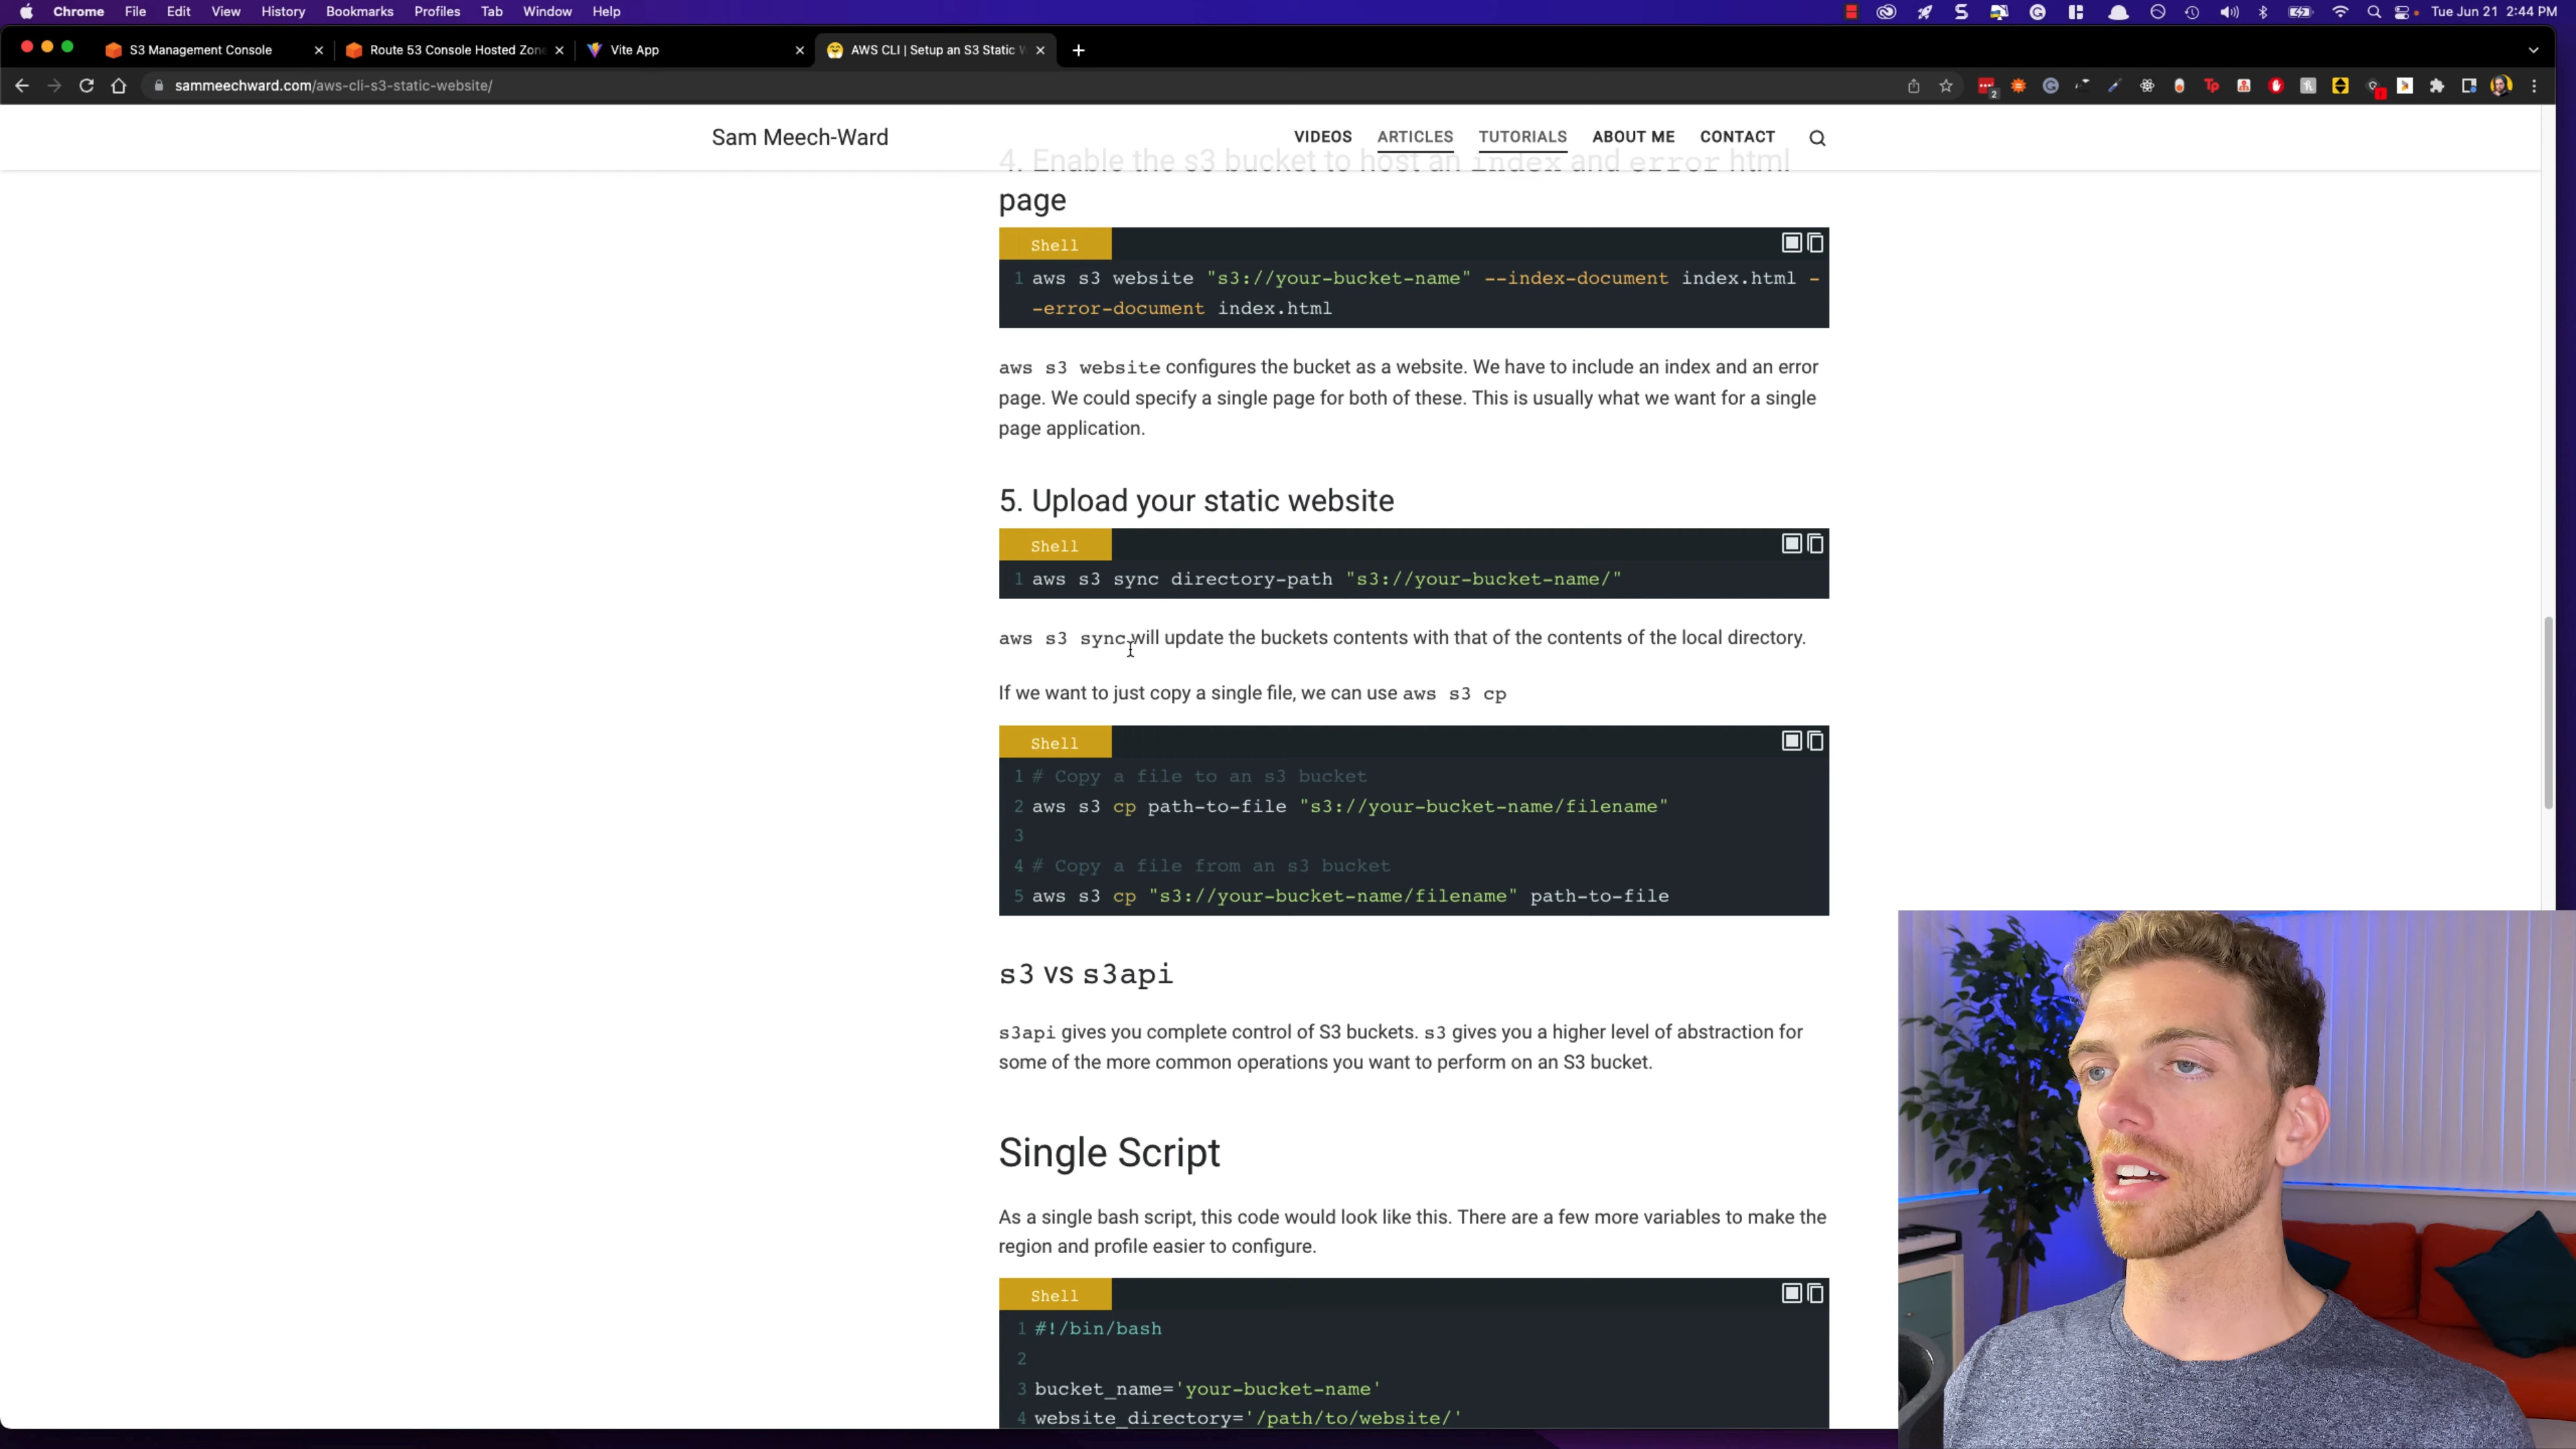 Chrome File Edit View History Bookmarks Profiles Tab Window Help
Tue Jun 21 2:44 PM
S3 Management Console
Route 53 Console Hosted Zone
Vite App
AWS CLI | Setup an S3 Static W
sammeechward.com/aws-cli-s3-static-website/
Sam Meech-Ward
VIDEOS ARTICLES TUTORIALS ABOUT ME CONTACT
4. Enable the s3 bucket to host an index and error html
page
Shell
1 aws s3 website "s3://your-bucket-name" --index-document index.html -
-error-document index.html
aws s3 website configures the bucket as a website. We have to include an index and an error
page. We could specify a single page for both of these. This is usually what we want for a single
page application.
5. Upload your static website
Shell
1 aws s3 sync directory-path "s3://your-bucket-name/"
aws s3 sync will update the buckets contents with that of the contents of the local directory.
If we want to just copy a single file, we can use aws s3 cp
Shell
1 # Copy a file to an s3 bucket
2 aws s3 cp path-to-file "s3://your-bucket-name/filename"
3
4 # Copy a file from an s3 bucket
5 aws s3 cp "s3://your-bucket-name/filename" path-to-file
s3 vs s3api
s3api gives you complete control of S3 buckets. s3 gives you a higher level of abstraction for
some of the more common operations you want to perform on an S3 bucket.
Single Script
As a single bash script, this code would look like this. There are a few more variables to make the
region and profile easier to configure.
Shell
1 #!/bin/bash
2
3 bucket_name='your-bucket-name'
4 website_directory='/path/to/website/'